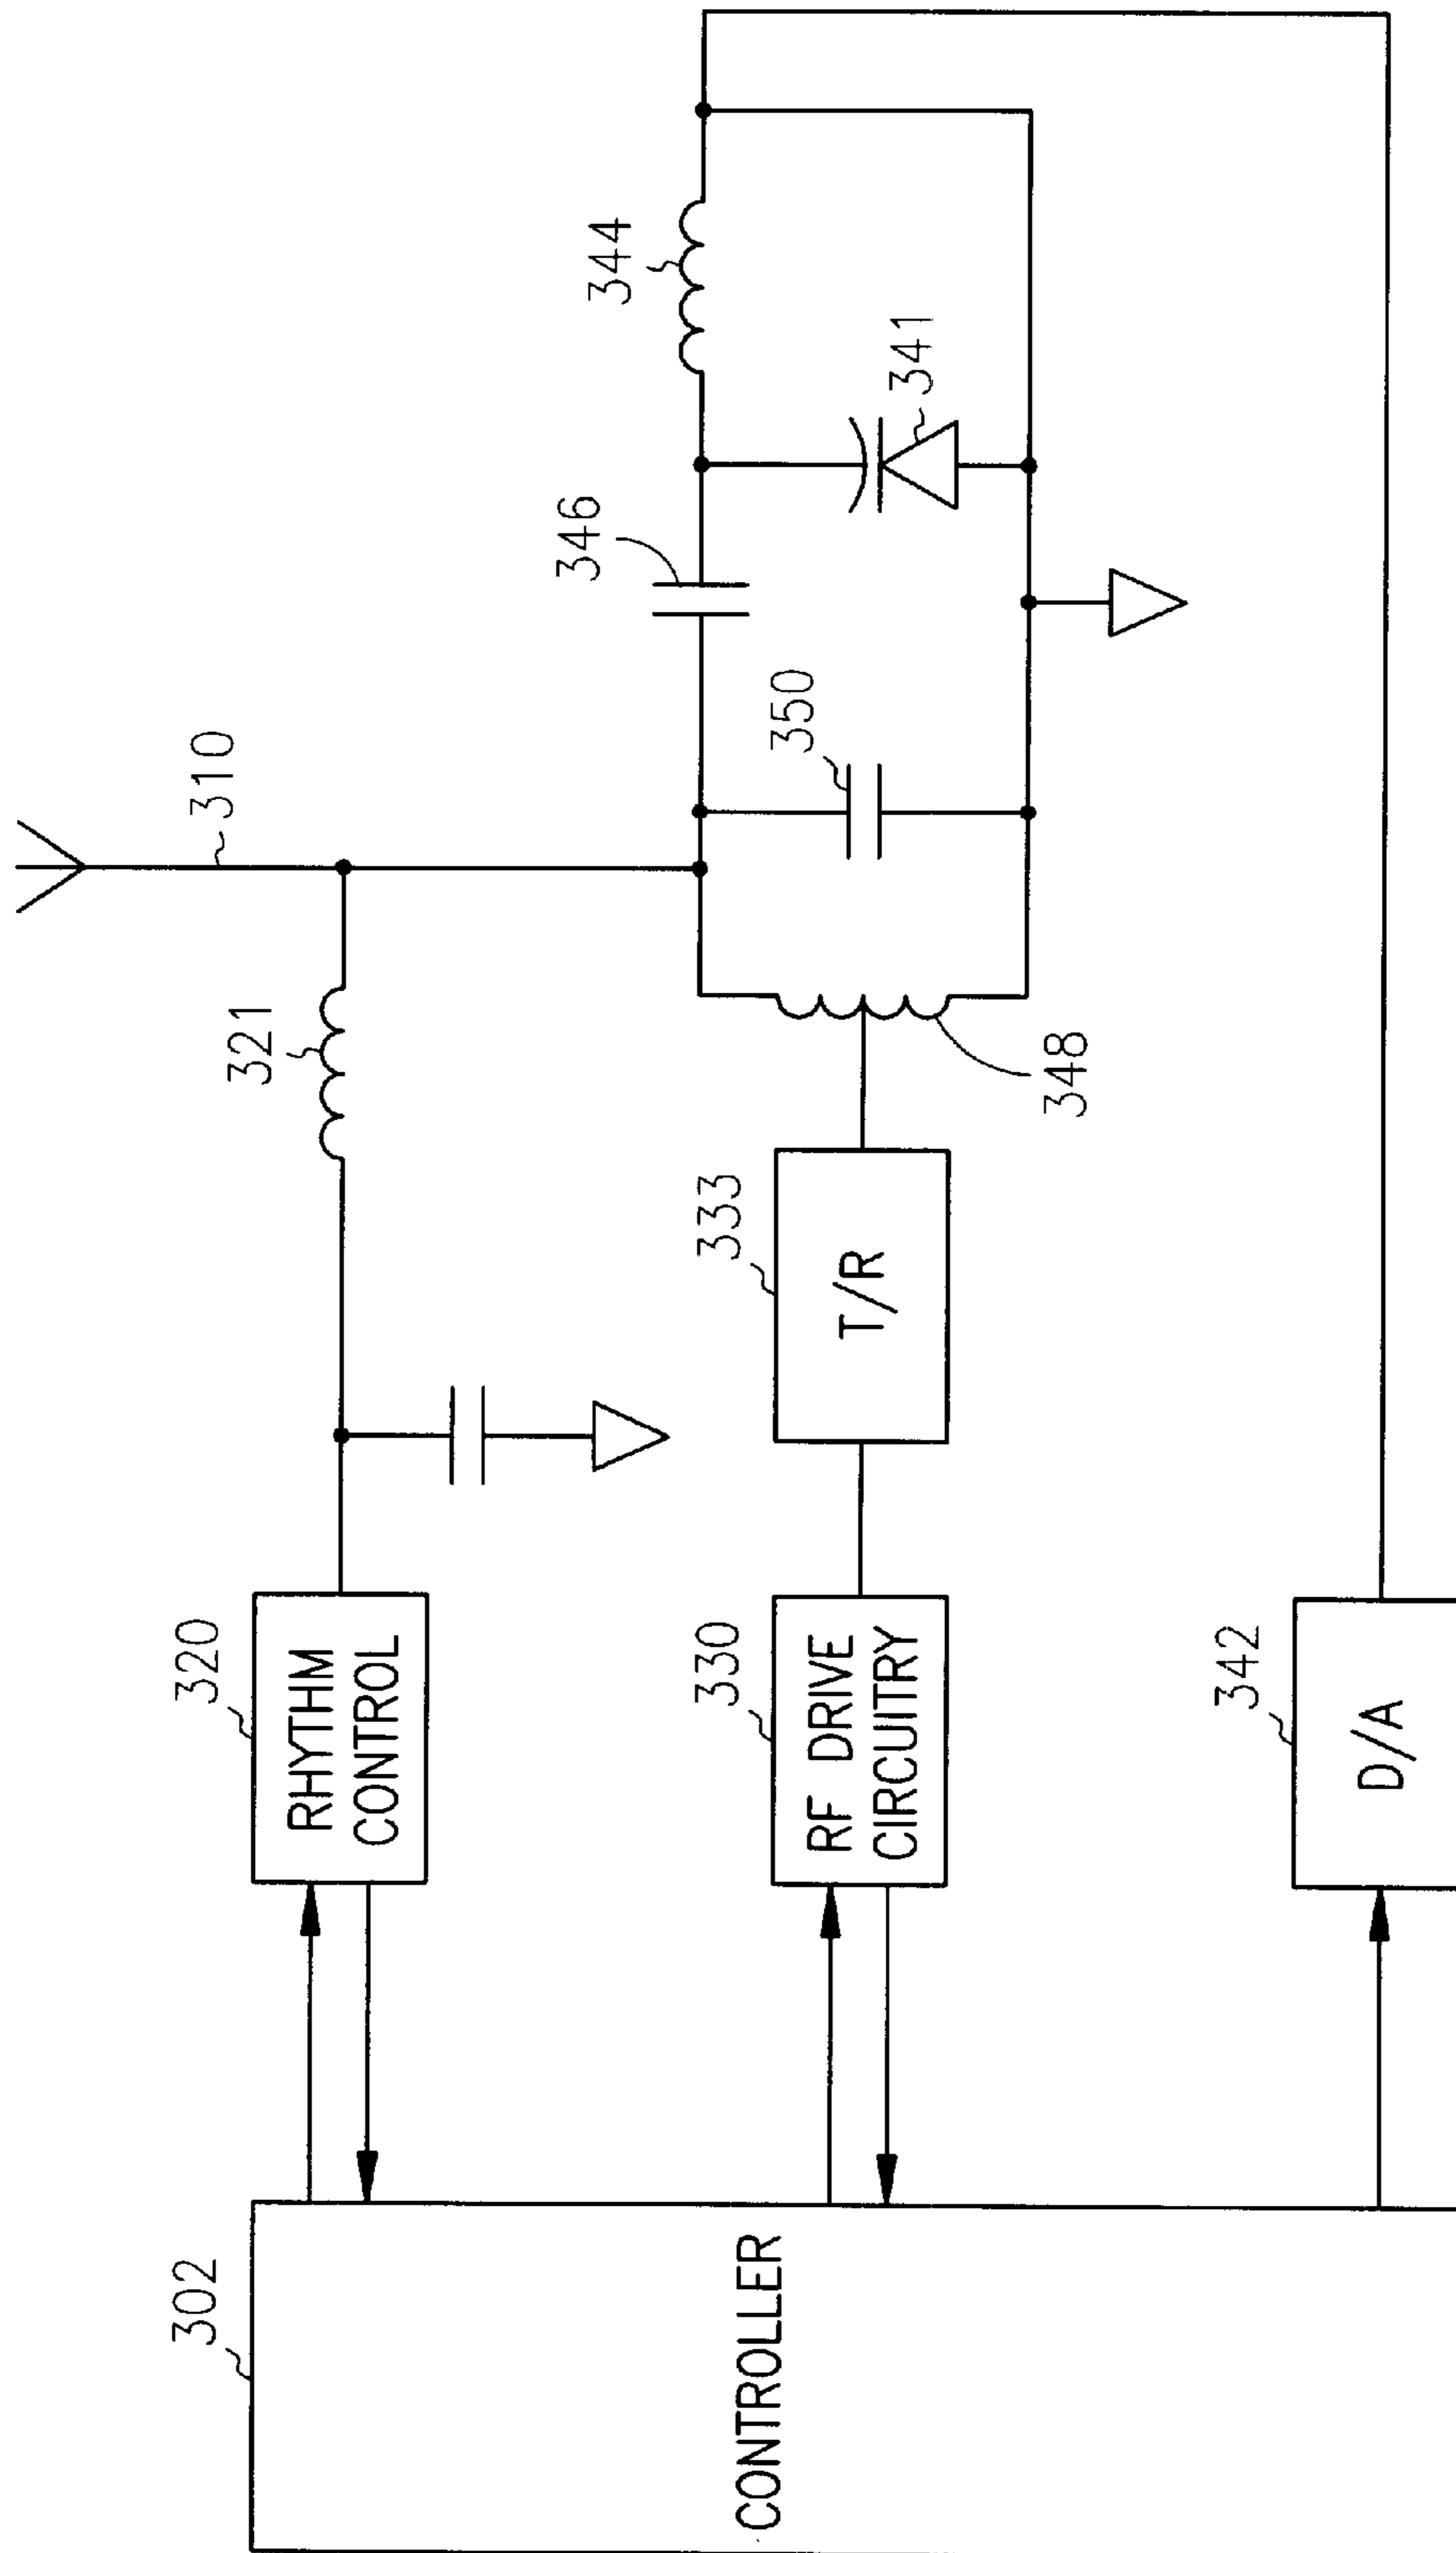 302
CONTROLLER
320
RHYTHM
CONTROL
321
310
330
RF DRIVE
CIRCUITRY
333
T/R
348
350
346
344
341
342
D/A